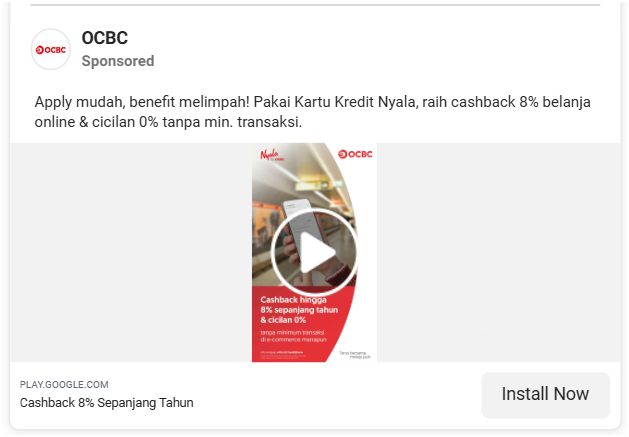 OCBC
OCBC
Sponsored
Apply mudah, benefit melimpah! Pakai Kartu Kredit Nyala, raih cashback 8% belanja
online & cicilan 0% tanpa min. transaksi.
Nyala
OCBC
Cashback hingga
8% sepanjang tahun
& cicilan 0%
tanpa minimum transaksi
di e-commerce manapun
PLAY.GOOGLE.COM
Cashback 8% Sepanjang Tahun
Install Now